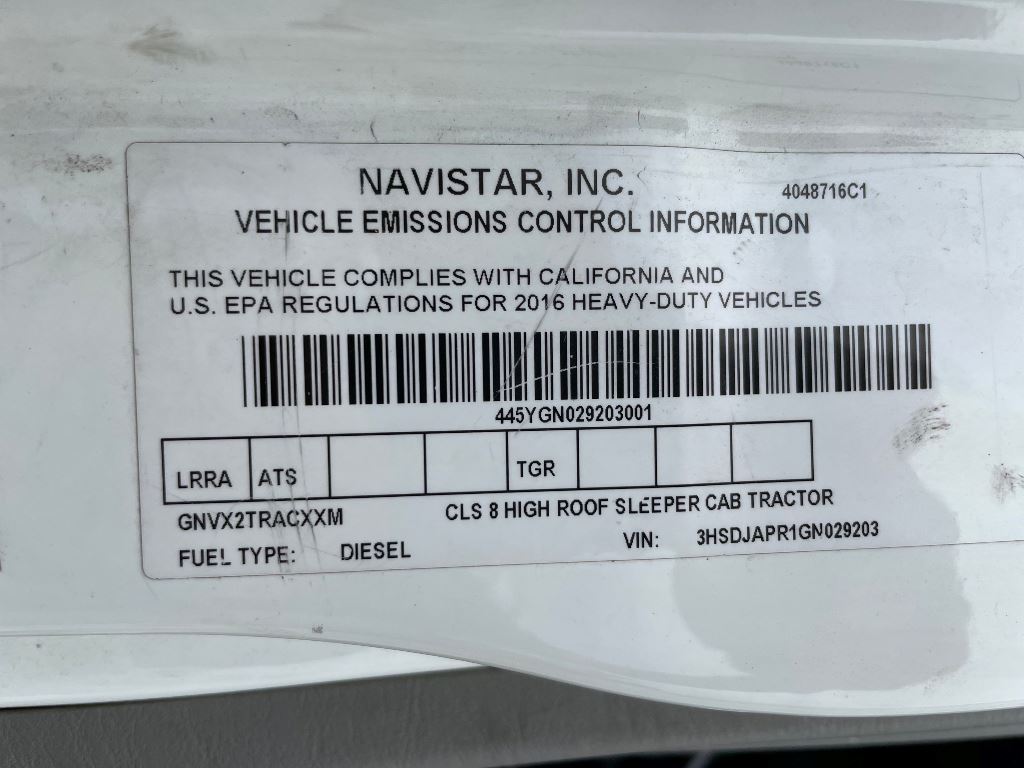 NAVISTAR, INC.
4048716C1
VEHICLE EMISSIONS CONTROL INFORMATION
THIS VEHICLE COMPLIES WITH CALIFORNIA AND
U.S. EPA REGULATIONS FOR 2016 HEAVY-DUTY VEHICLES
445YGN029203001
LRRA ATS TGR
GNVX2TRACXXM CLS 8 HIGH ROOF SLEEPER CAB TRACTOR
FUEL TYPE: DIESEL VIN: 3HSDJAPR1GN029203